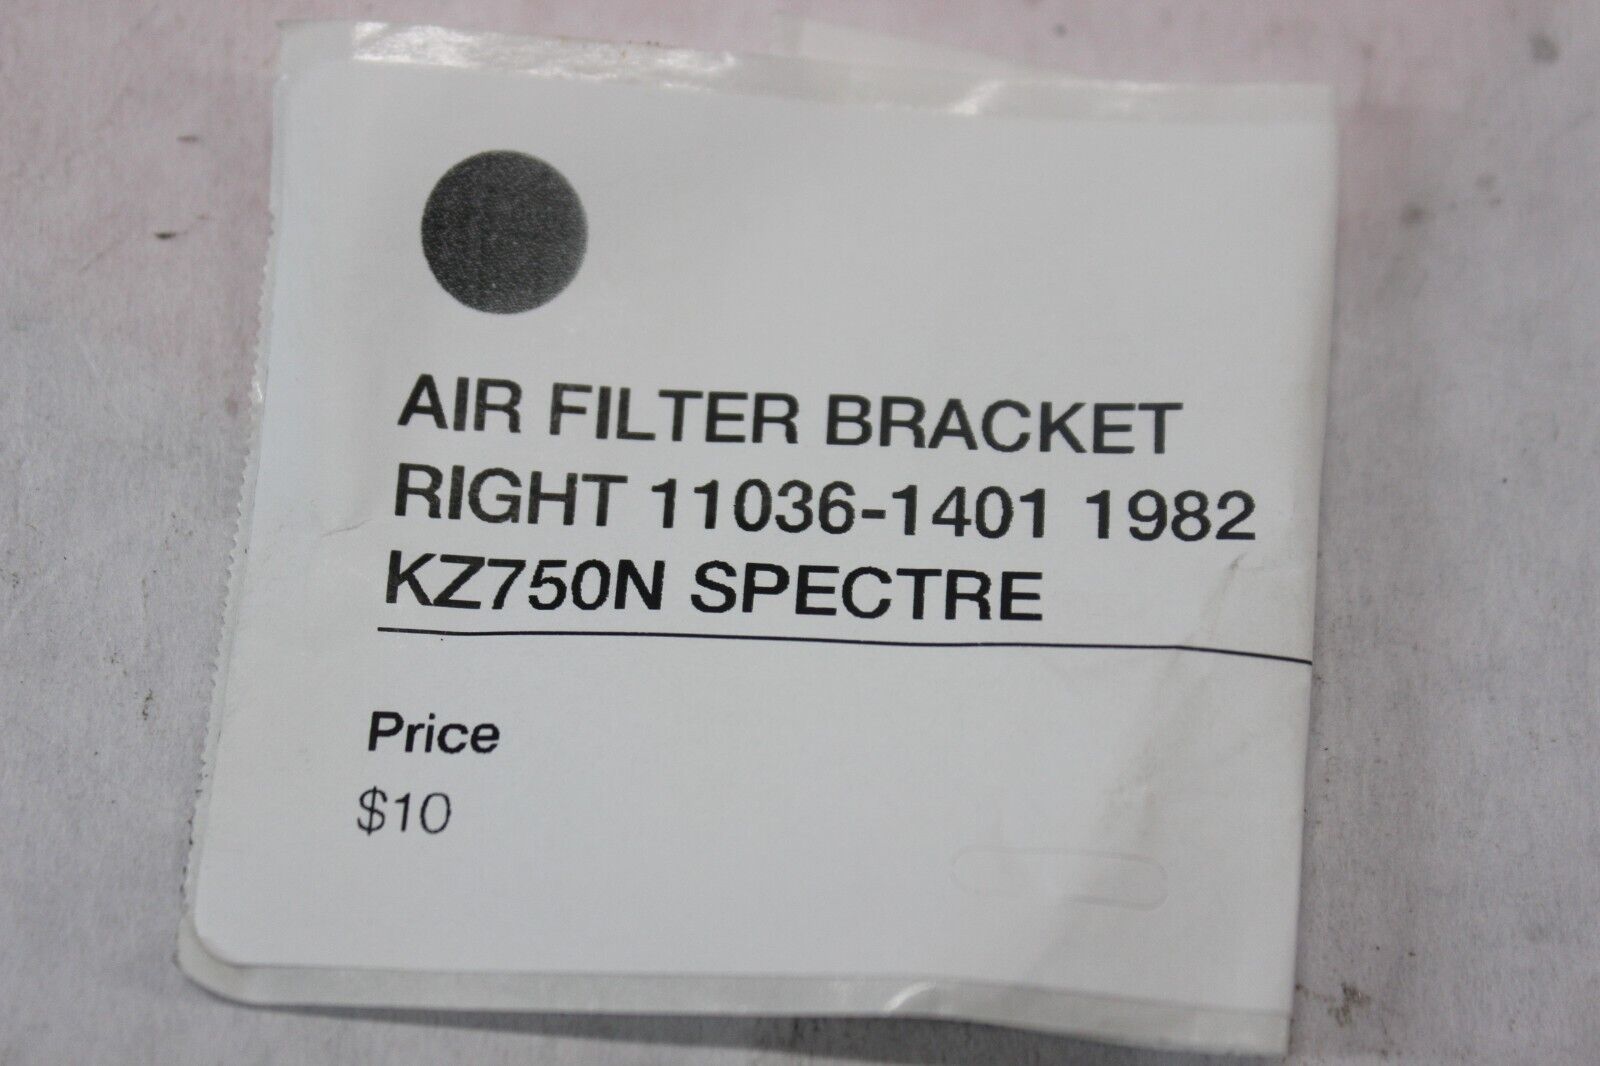 AIR FILTER BRACKET
RIGHT 11036-1401 1982
KZ750N SPECTRE
Price
$10